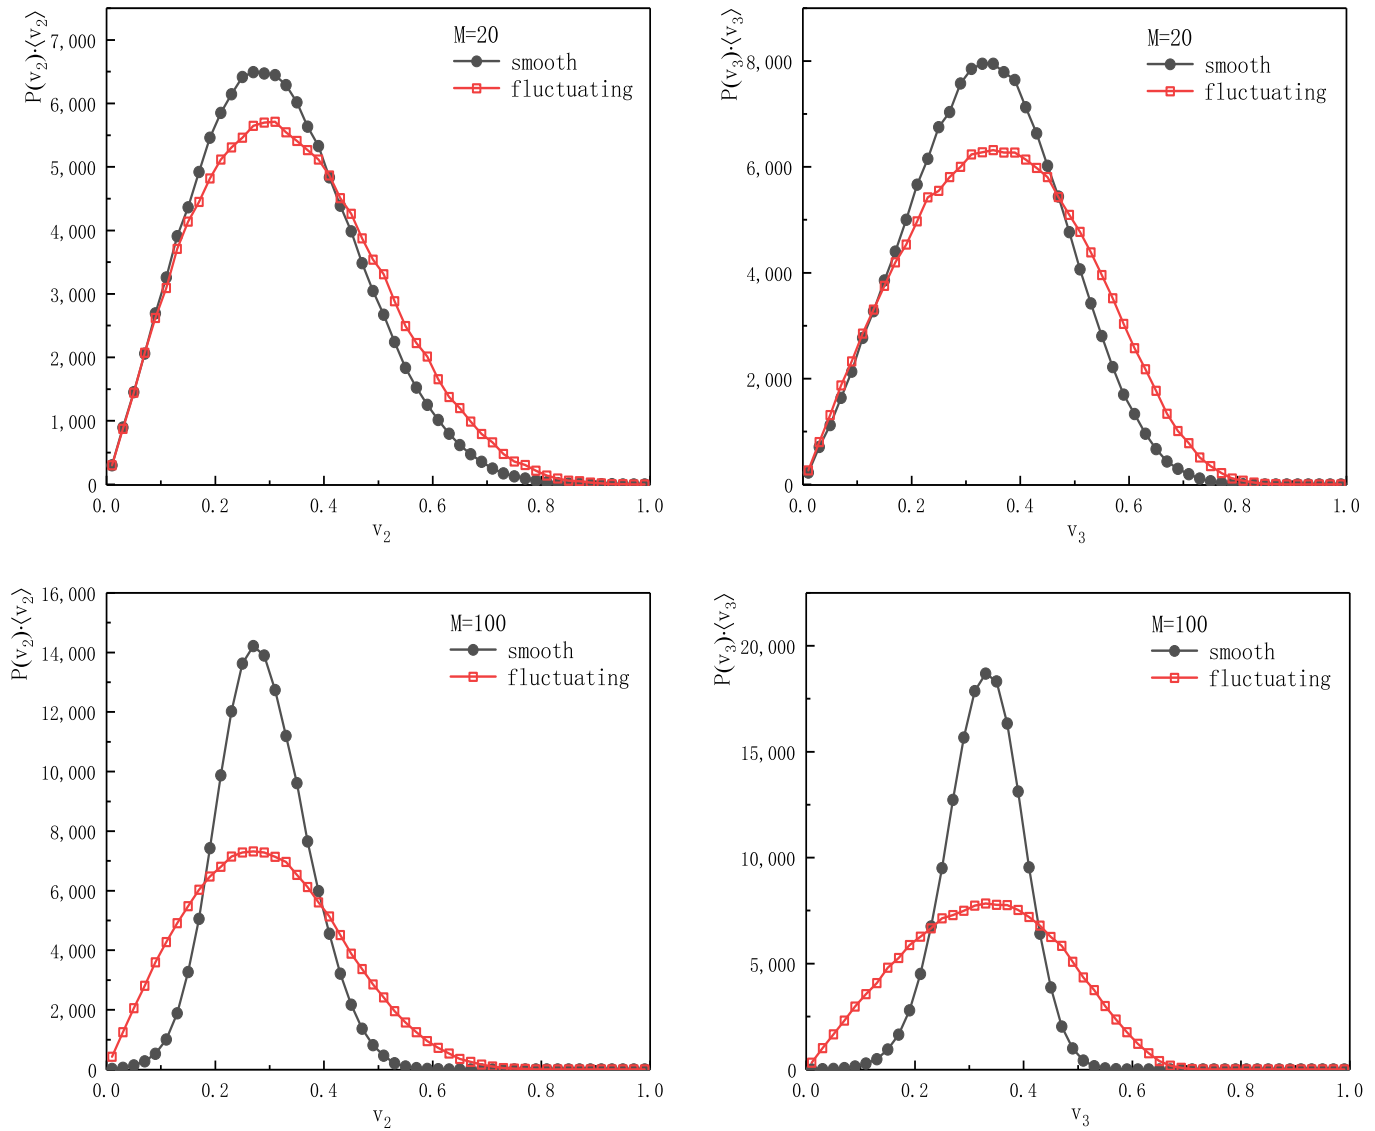 P(v₂)·⟨v₂⟩
M=20
smooth
fluctuating
7,000
6,000
5,000
4,000
3,000
2,000
1,000
0
0.0 0.2 0.4 0.6 0.8 1.0
v₂
P(v₃)·⟨v₃⟩
M=20
smooth
fluctuating
8,000
6,000
4,000
2,000
0
0.0 0.2 0.4 0.6 0.8 1.0
v₃
P(v₂)·⟨v₂⟩
M=100
smooth
fluctuating
16,000
14,000
12,000
10,000
8,000
6,000
4,000
2,000
0
0.0 0.2 0.4 0.6 0.8 1.0
v₂
P(v₃)·⟨v₃⟩
M=100
smooth
fluctuating
20,000
15,000
10,000
5,000
0
0.0 0.2 0.4 0.6 0.8 1.0
v₃